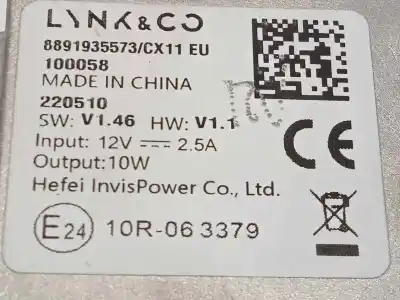 LYNK&CO
8891935573/CX11 EU
100058
MADE IN CHINA
220510
SW: V1.46 HW: V1.1
Input: 12V ⎓ 2.5A
Output:10W
Hefei InvisPower Co., Ltd.
CE
E24 10R-06 3379